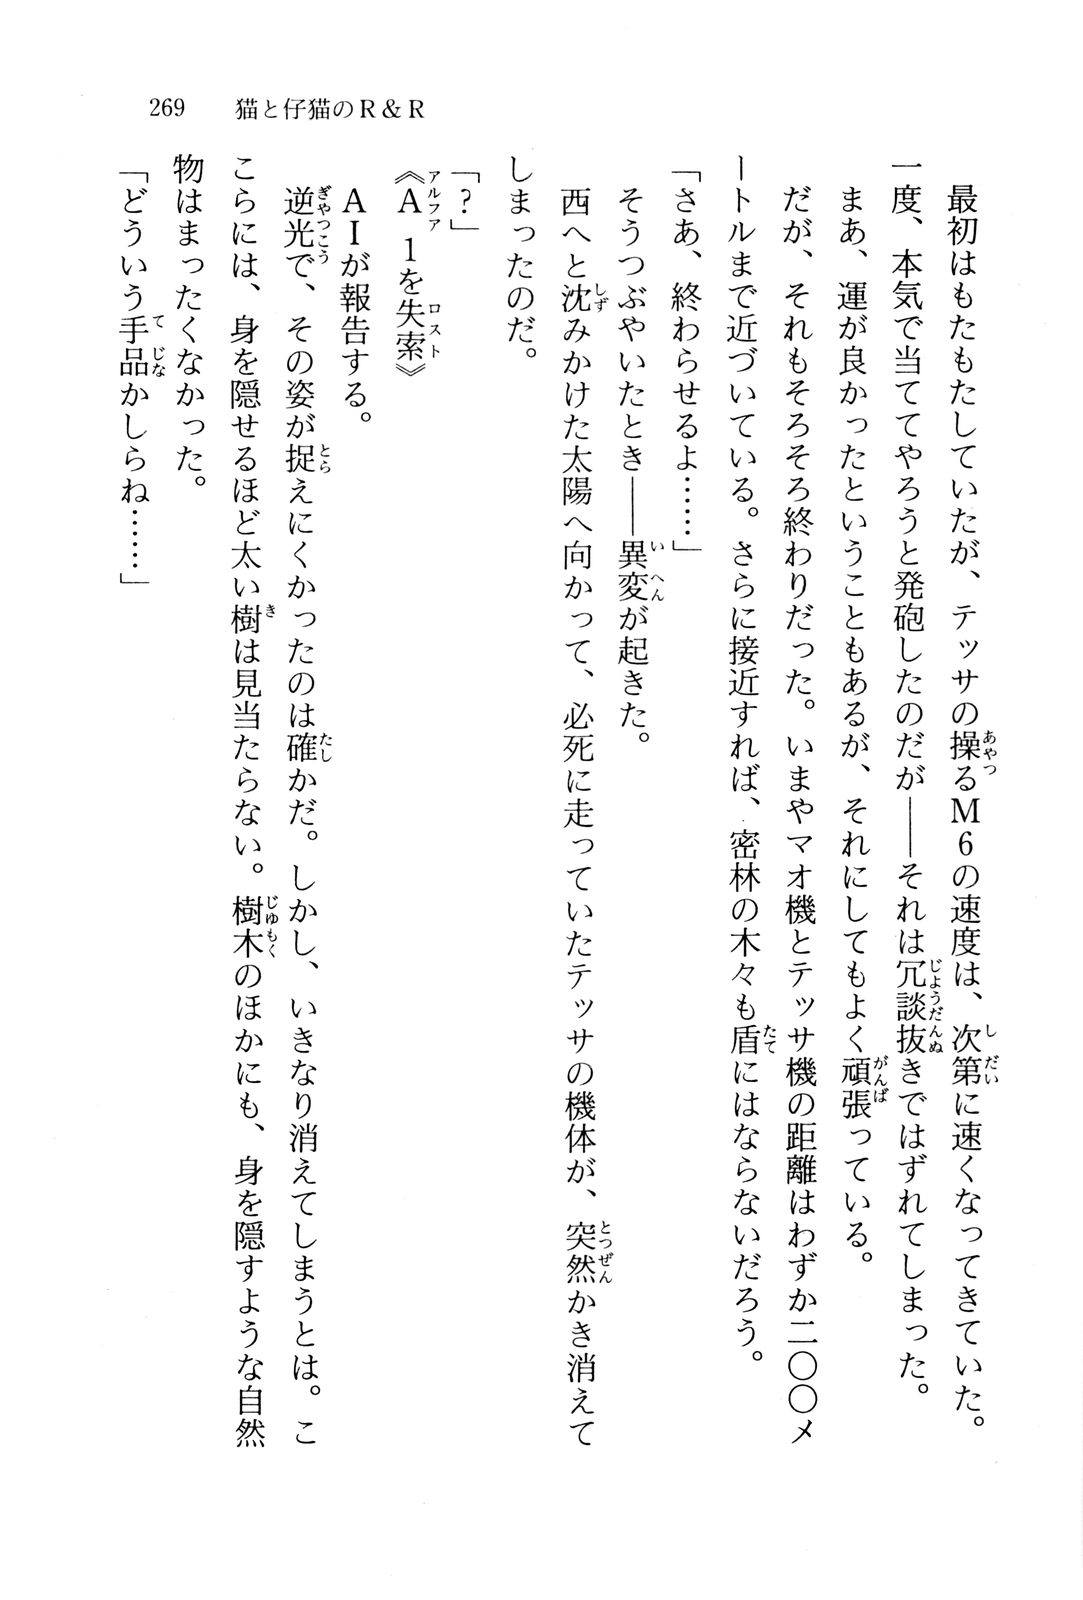 269　猫と仔猫のR＆R
　最初はもたもたしていたが、テッサの操るM6の速度は、次第に速くなってきていた。
一度、本気で当ててやろうと発砲したのだが――それは冗談抜きではずれてしまった。
　まあ、運が良かったということもあるが、それにしてもよく頑張っている。
　だが、それもそろそろ終わりだった。いまやマオ機とテッサ機の距離はわずか二〇〇メ
ートルまで近づいている。さらに接近すれば、密林の木々も盾にはならないだろう。
「さあ、終わらせるよ……」
　そうつぶやいたとき――異変が起きた。
　西へと沈みかけた太陽へ向かって、必死に走っていたテッサの機体が、突然かき消えて
しまったのだ。
「？」
《A1を失索》
　AIが報告する。
　逆光で、その姿が捉えにくかったのは確かだ。しかし、いきなり消えてしまうとは。こ
こらには、身を隠せるほど太い樹は見当たらない。樹木のほかにも、身を隠すような自然
物はまったくなかった。
「どういう手品かしらね……」